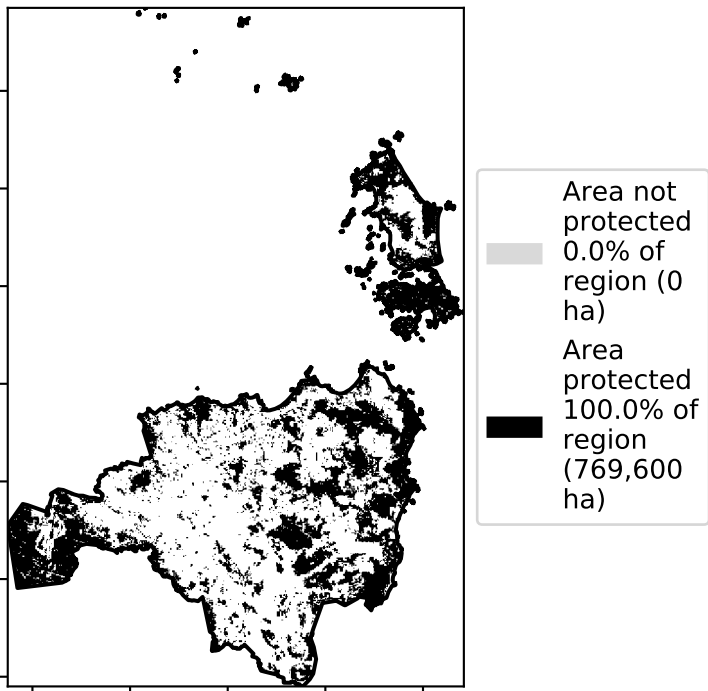 Area not
protected
0.0% of
region (0
ha)
Area
protected
100.0% of
region
(769,600
ha)